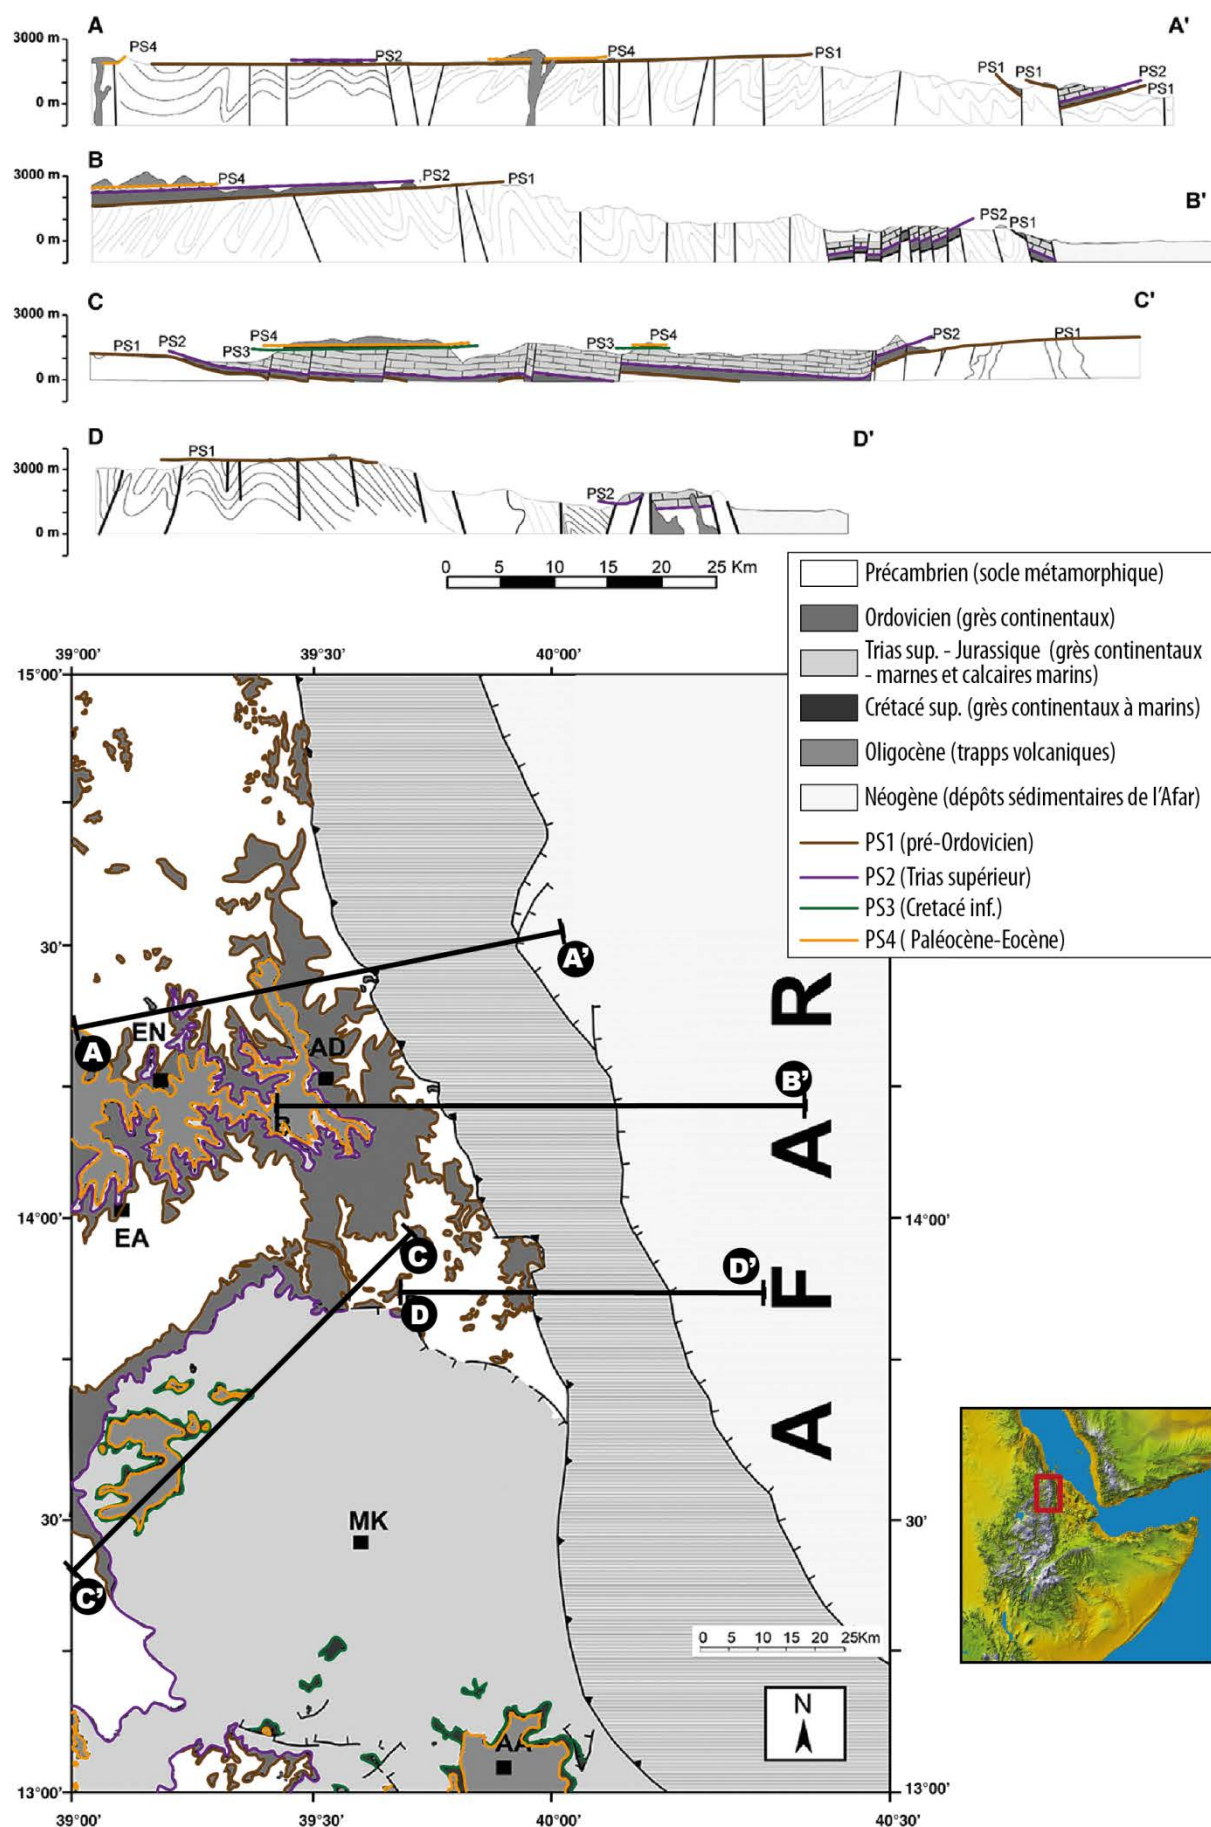 A
A'
3000 m
0 m
PS4
PS2
PS4
PS1
PS1
PS1
PS2
PS1
B
B'
3000 m
0 m
PS4
PS2
PS1
PS2
PS1
C
C'
3000 m
0 m
PS1
PS2
PS3
PS4
PS3
PS4
PS2
PS1
D
D'
3000 m
0 m
PS1
PS2
0 5 10 15 20 25 Km
Précambrien (socle métamorphique)
Ordovicien (grès continentaux)
Trias sup. - Jurassique (grès continentaux
- marnes et calcaires marins)
Crétacé sup. (grès continentaux à marins)
Oligocène (trapps volcaniques)
Néogène (dépôts sédimentaires de l'Afar)
PS1 (pré-Ordovicien)
PS2 (Trias supérieur)
PS3 (Cretacé inf.)
PS4 ( Paléocène-Eocène)
39°00' 39°30' 40°00'
15°00'
30'
14°00'
30'
13°00'
14°00'
30'
13°00'
39°00' 39°30' 40°00' 40°30'
A
A'
EN
AD
B'
EA
C
D
D'
C'
MK
AA
AFAR
0 5 10 15 20 25Km
N